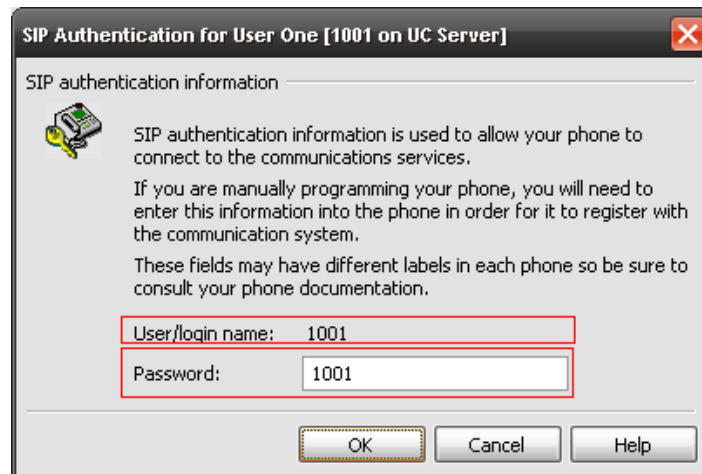 SIP Authentication for User One [1001 on UC Server]
SIP authentication information
SIP authentication information is used to allow your phone to
connect to the communications services.
If you are manually programming your phone, you will need to
enter this information into the phone in order for it to register with
the communication system.
These fields may have different labels in each phone so be sure to
consult your phone documentation.
User/login name: 1001
Password: 1001
OK Cancel Help